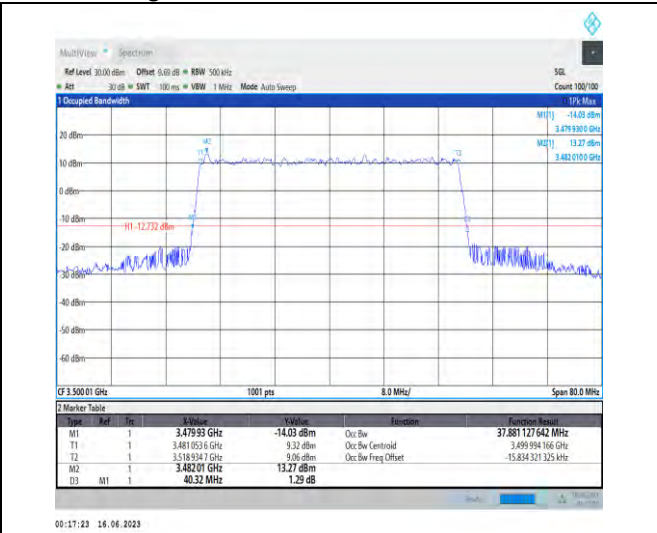 MultiView Spectrum
Ref Level 30.00 dBm Offset 9.69 dB RBW 500 kHz SGL
Att 30 dB SWT 100 ms VBW 1 MHz Mode Auto Sweep Count 100/100
1 Occupied Bandwidth 1Pk Max
M1[1] -14.03 dBm
3.479 9300 GHz
M2[1] 13.27 dBm
3.482 0100 GHz
20 dBm
M2
T1
T2
10 dBm
0 dBm
-10 dBm
H1 -12.732 dBm
-20 dBm
-30 dBm
-40 dBm
-50 dBm
-60 dBm
CF 3.500 01 GHz 1001 pts 8.0 MHz/ Span 80.0 MHz
2 Marker Table
Type Ref Trc X-Value Y-Value Function Function Result
M1 1 3.479 93 GHz -14.03 dBm Occ Bw 37.881 127 642 MHz
T1 1 3.481 053 6 GHz 9.32 dBm Occ Bw Centroid 3.499 994 166 GHz
T2 1 3.518 934 7 GHz 9.06 dBm Occ Bw Freq Offset -15.834 321 325 kHz
M2 1 3.482 01 GHz 13.27 dBm
D3 M1 1 40.32 MHz 1.29 dB
00:17:23 16.06.2023